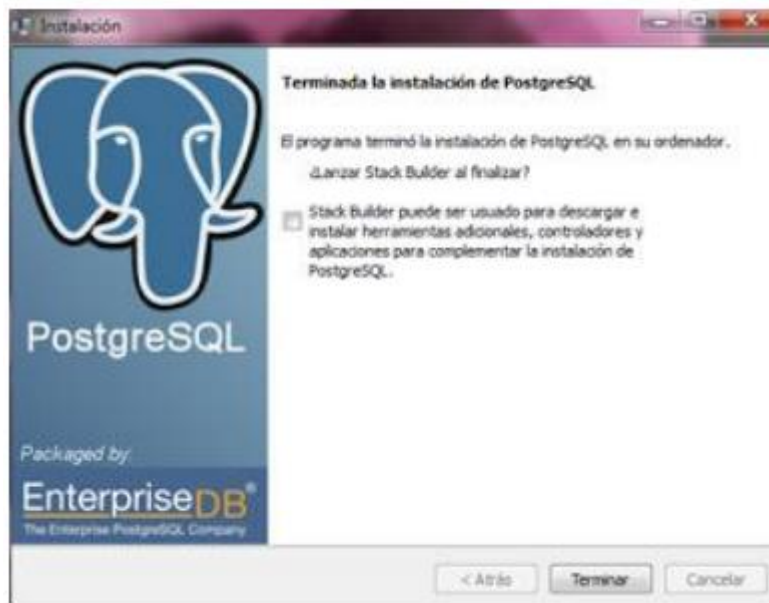 Instalación
Terminada la instalación de PostgreSQL
El programa terminó la instalación de PostgreSQL en su ordenador.
¿Lanzar Stack Builder al finalizar?
Stack Builder puede ser usado para descargar e
instalar herramientas adicionales, controladores y
aplicaciones para complementar la instalación de
PostgreSQL.
PostgreSQL
Packaged by:
EnterpriseDB®
The Enterprise PostgreSQL Company
< Atrás
Terminar
Cancelar